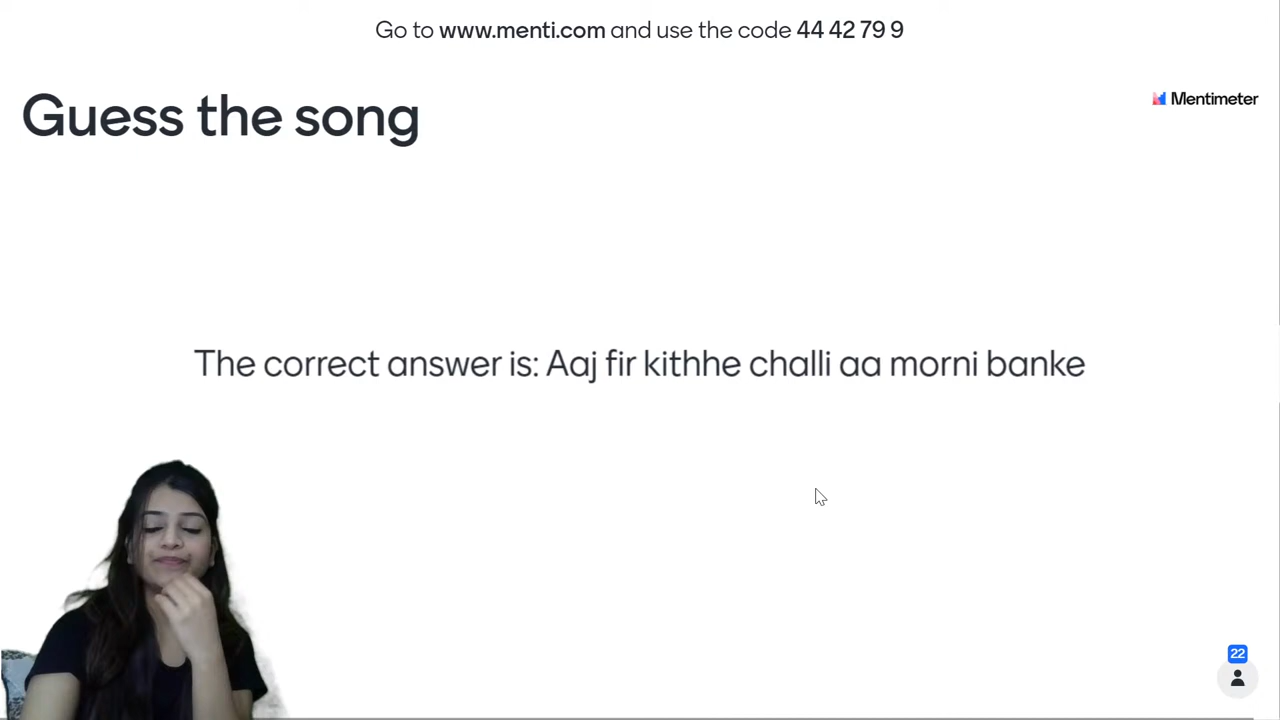 Go to www.menti.com and use the code 44 42 79 9
Guess the song
Mentimeter
The correct answer is: Aaj fir kithhe challi aa morni banke
22